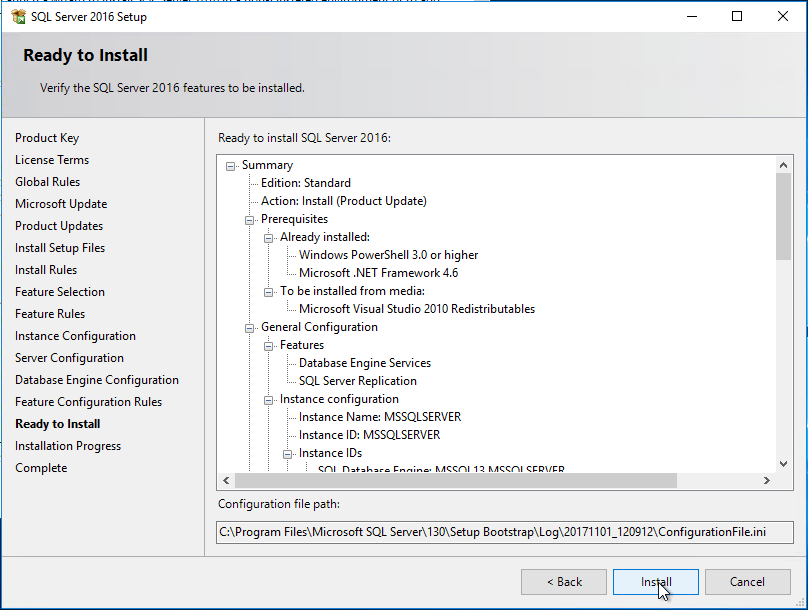 SQL Server 2016 Setup
Ready to Install
Verify the SQL Server 2016 features to be installed.
Product Key
License Terms
Global Rules
Microsoft Update
Product Updates
Install Setup Files
Install Rules
Feature Selection
Feature Rules
Instance Configuration
Server Configuration
Database Engine Configuration
Feature Configuration Rules
Ready to Install
Installation Progress
Complete
Ready to install SQL Server 2016:
Summary
Edition: Standard
Action: Install (Product Update)
Prerequisites
Already installed:
Windows PowerShell 3.0 or higher
Microsoft .NET Framework 4.6
To be installed from media:
Microsoft Visual Studio 2010 Redistributables
General Configuration
Features
Database Engine Services
SQL Server Replication
Instance configuration
Instance Name: MSSQLSERVER
Instance ID: MSSQLSERVER
Instance IDs
SQL Database Engine: MSSQL13.MSSQLSERVER
Configuration file path:
C:\Program Files\Microsoft SQL Server\130\Setup Bootstrap\Log\20171101_120912\ConfigurationFile.ini
< Back
Install
Cancel